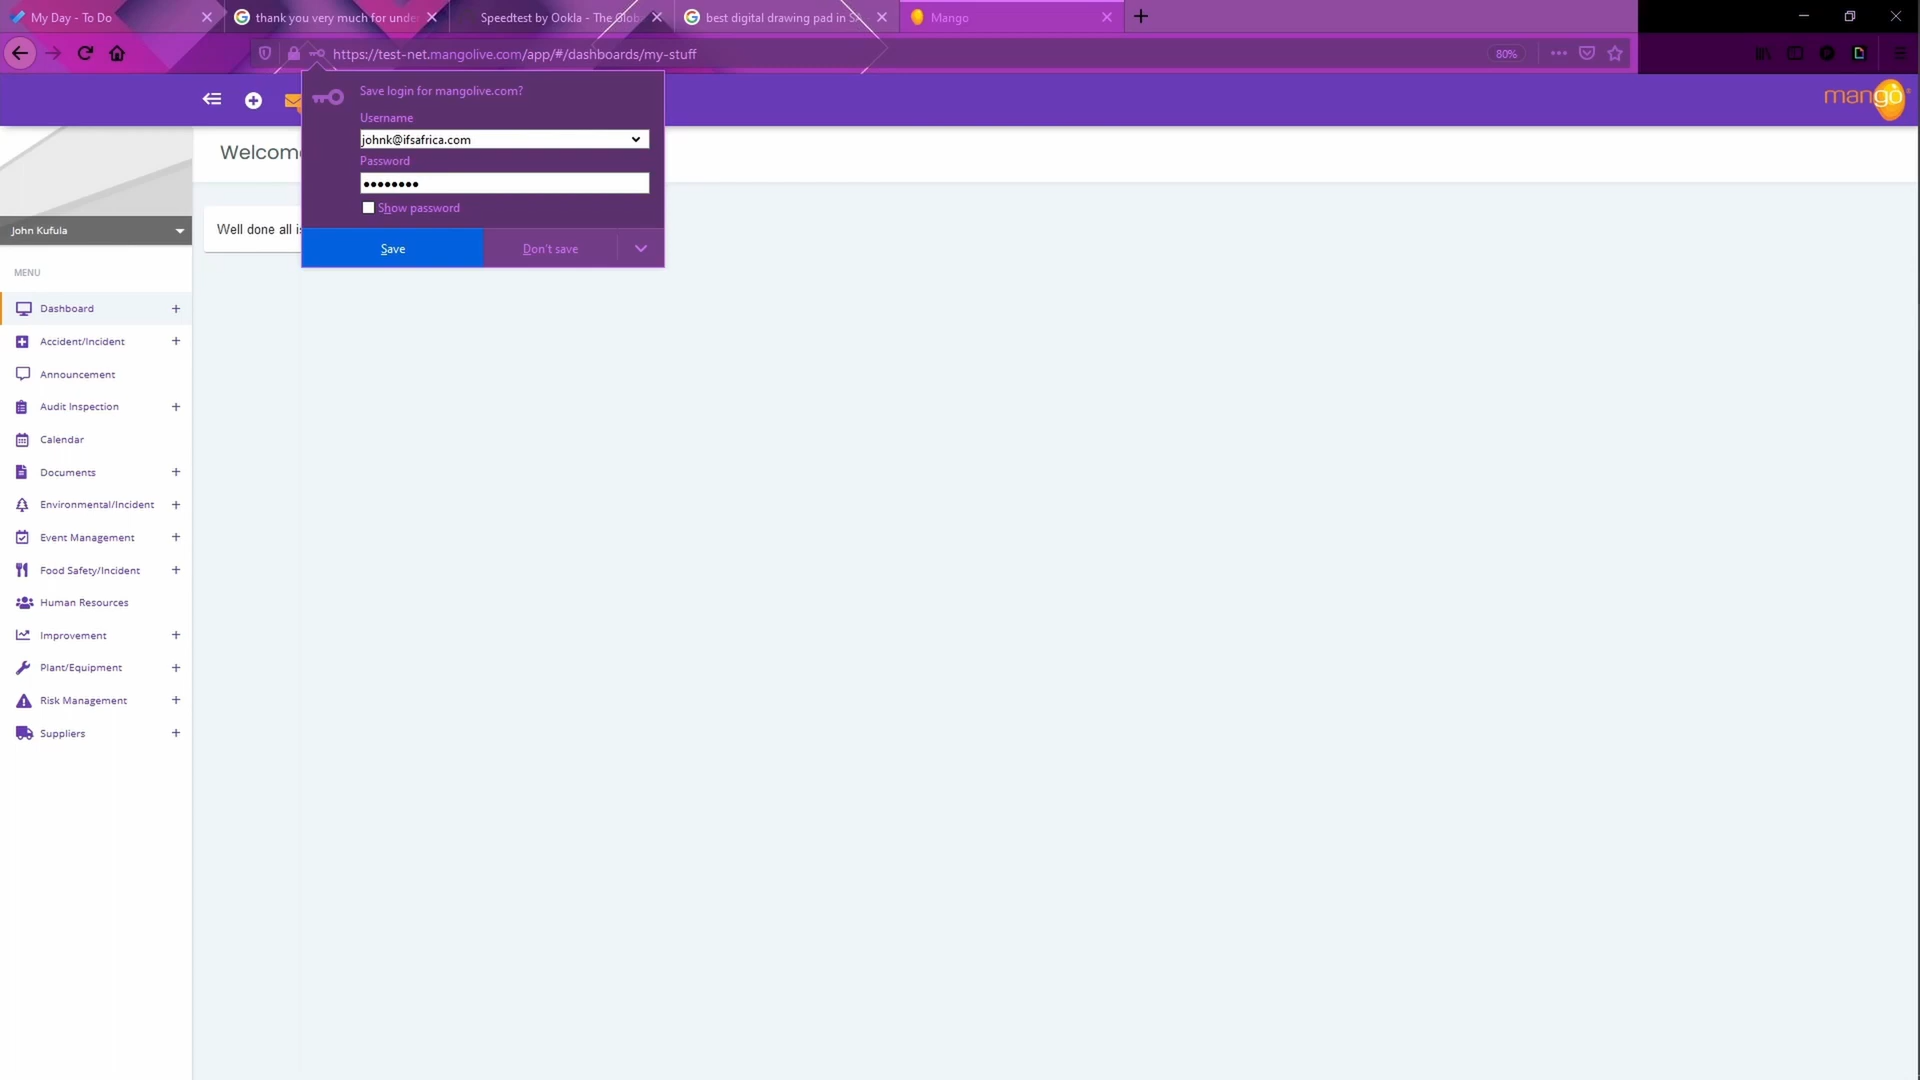 My Day - To Do
thank you very much for unde
Speedtest by Ookla - The Glob
best digital drawing pad in SA
Mango
https://test-net.mangolive.com/app/#/dashboards/my-stuff
80%
Save login for mangolive.com?
Username
johnk@ifsafrica.com
Password
Show password
Save
Don't save
mango
Welcom
Well done all is
John Kufula
MENU
Dashboard
Accident/Incident
Announcement
Audit Inspection
Calendar
Documents
Environmental/Incident
Event Management
Food Safety/Incident
Human Resources
Improvement
Plant/Equipment
Risk Management
Suppliers